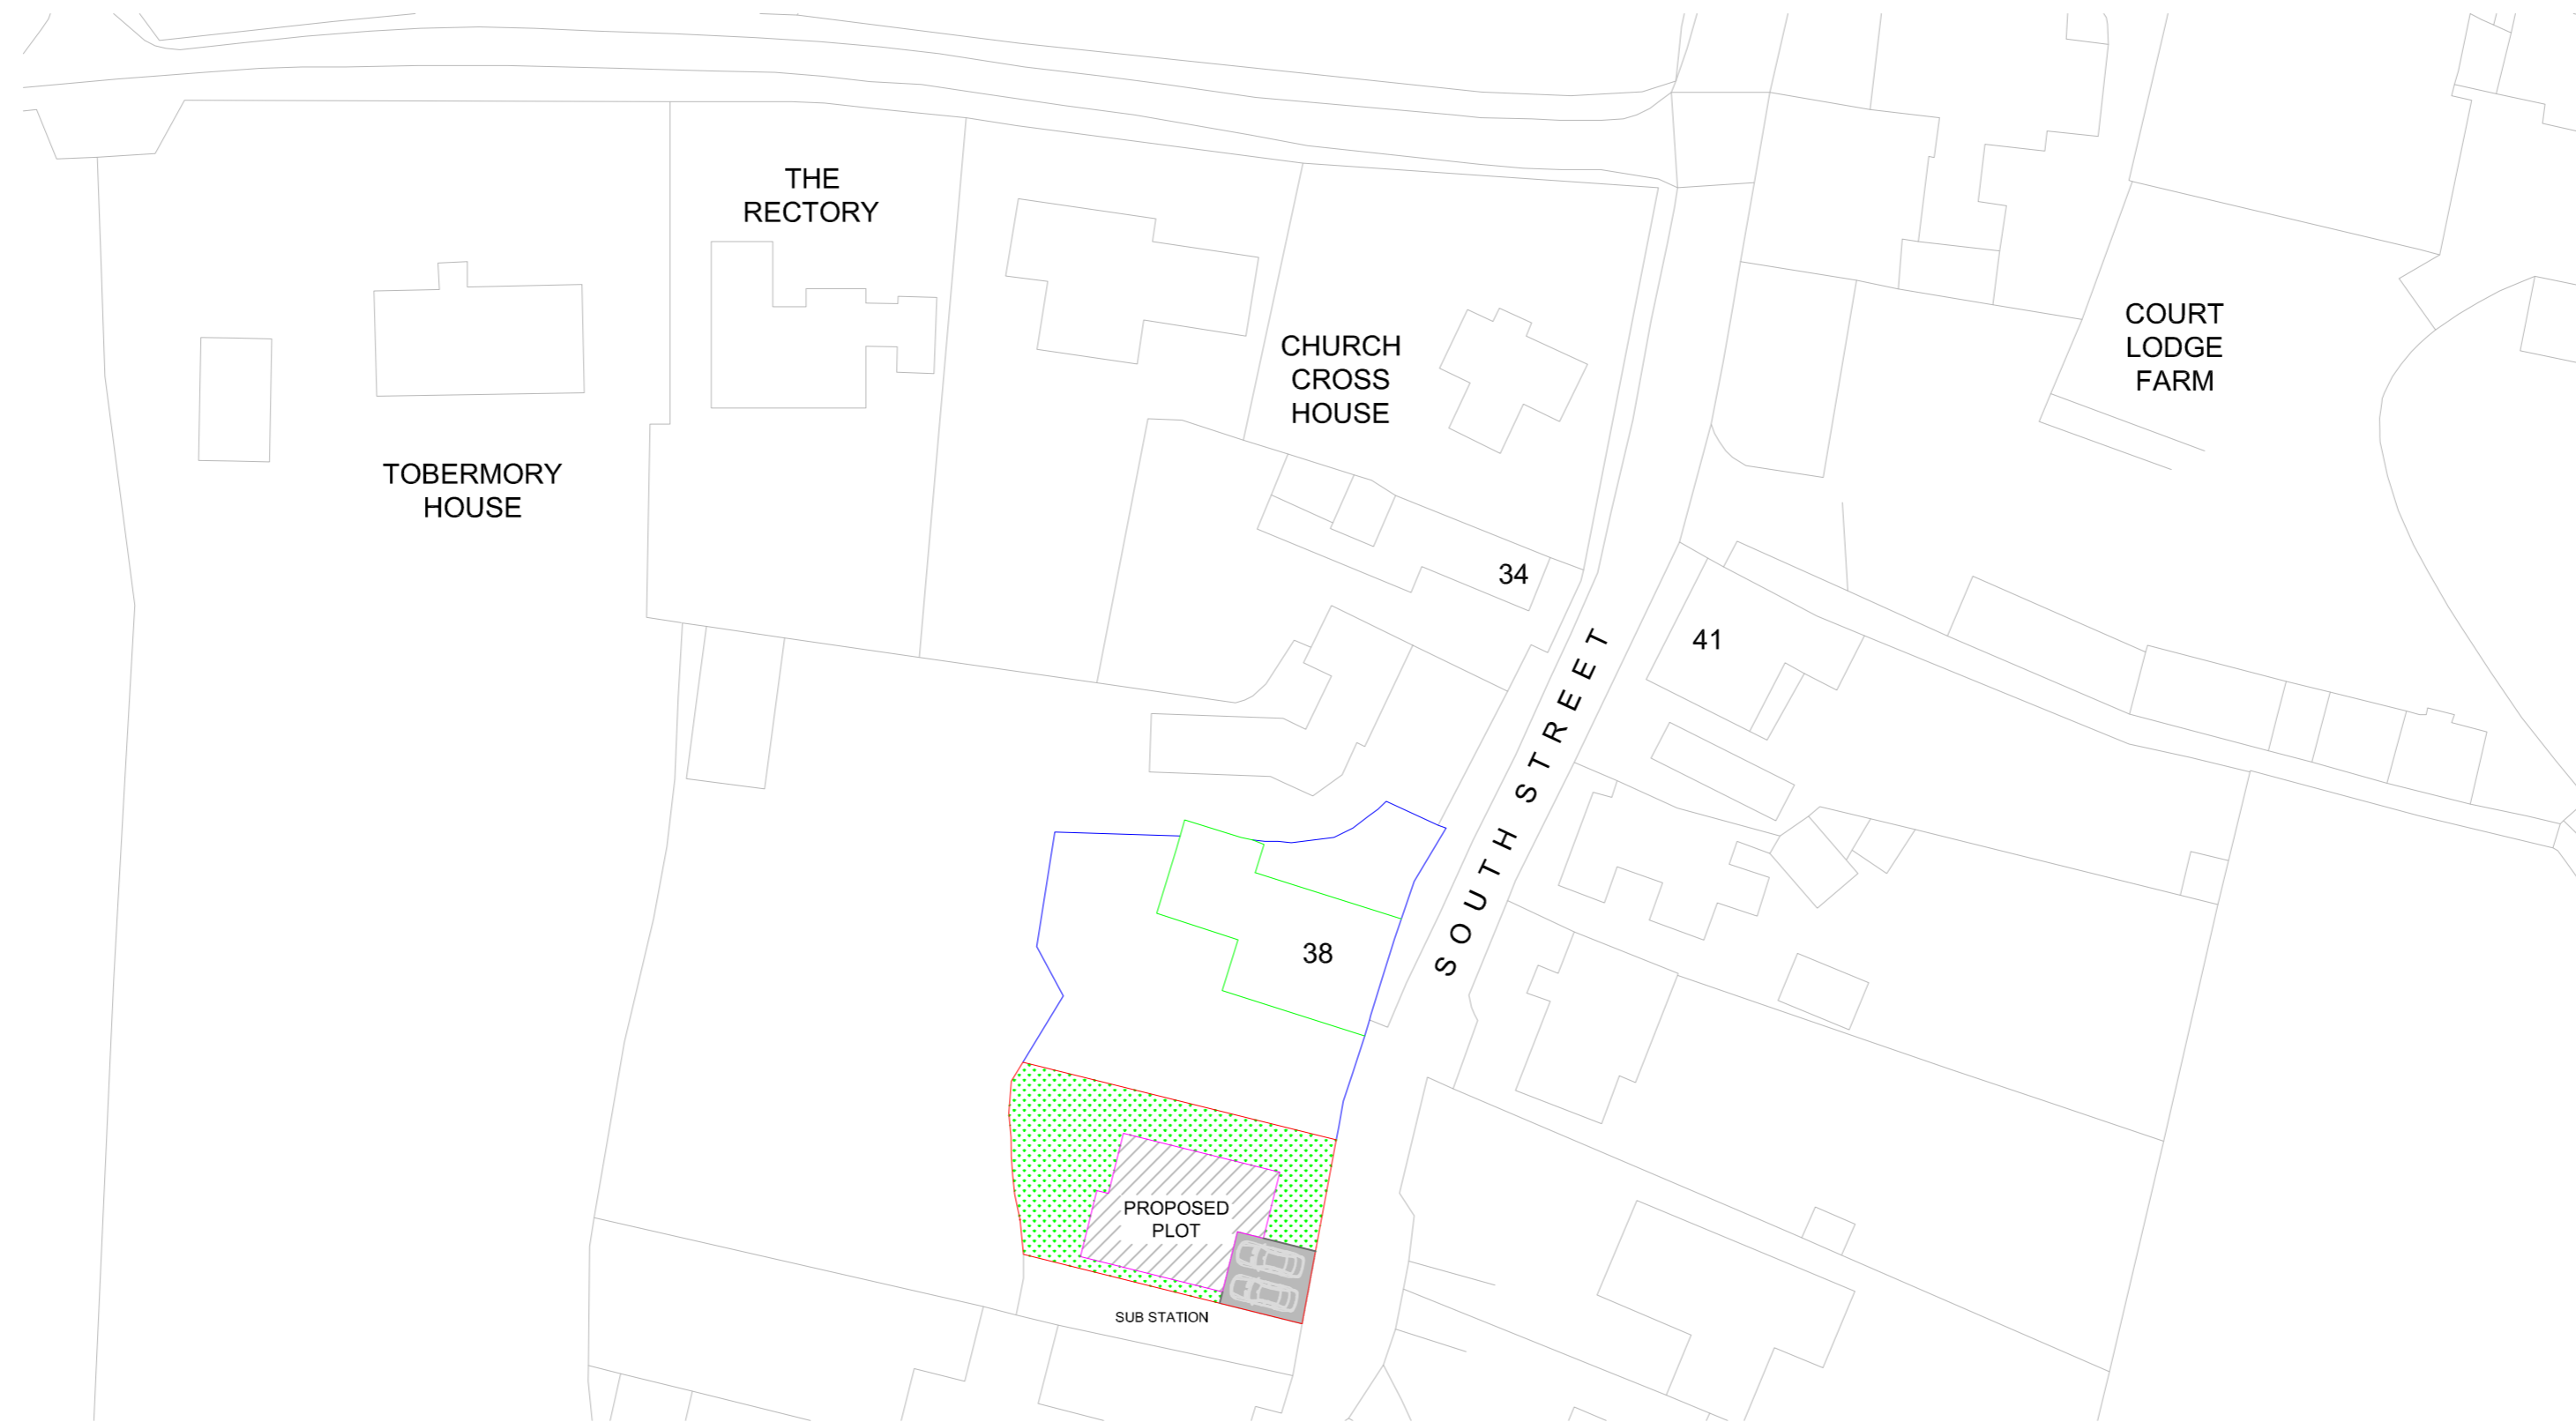 THE
RECTORY
CHURCH
CROSS
HOUSE
COURT
LODGE
FARM
TOBERMORY
HOUSE
34
41
SOUTH STREET
38
PROPOSED
PLOT
SUB STATION